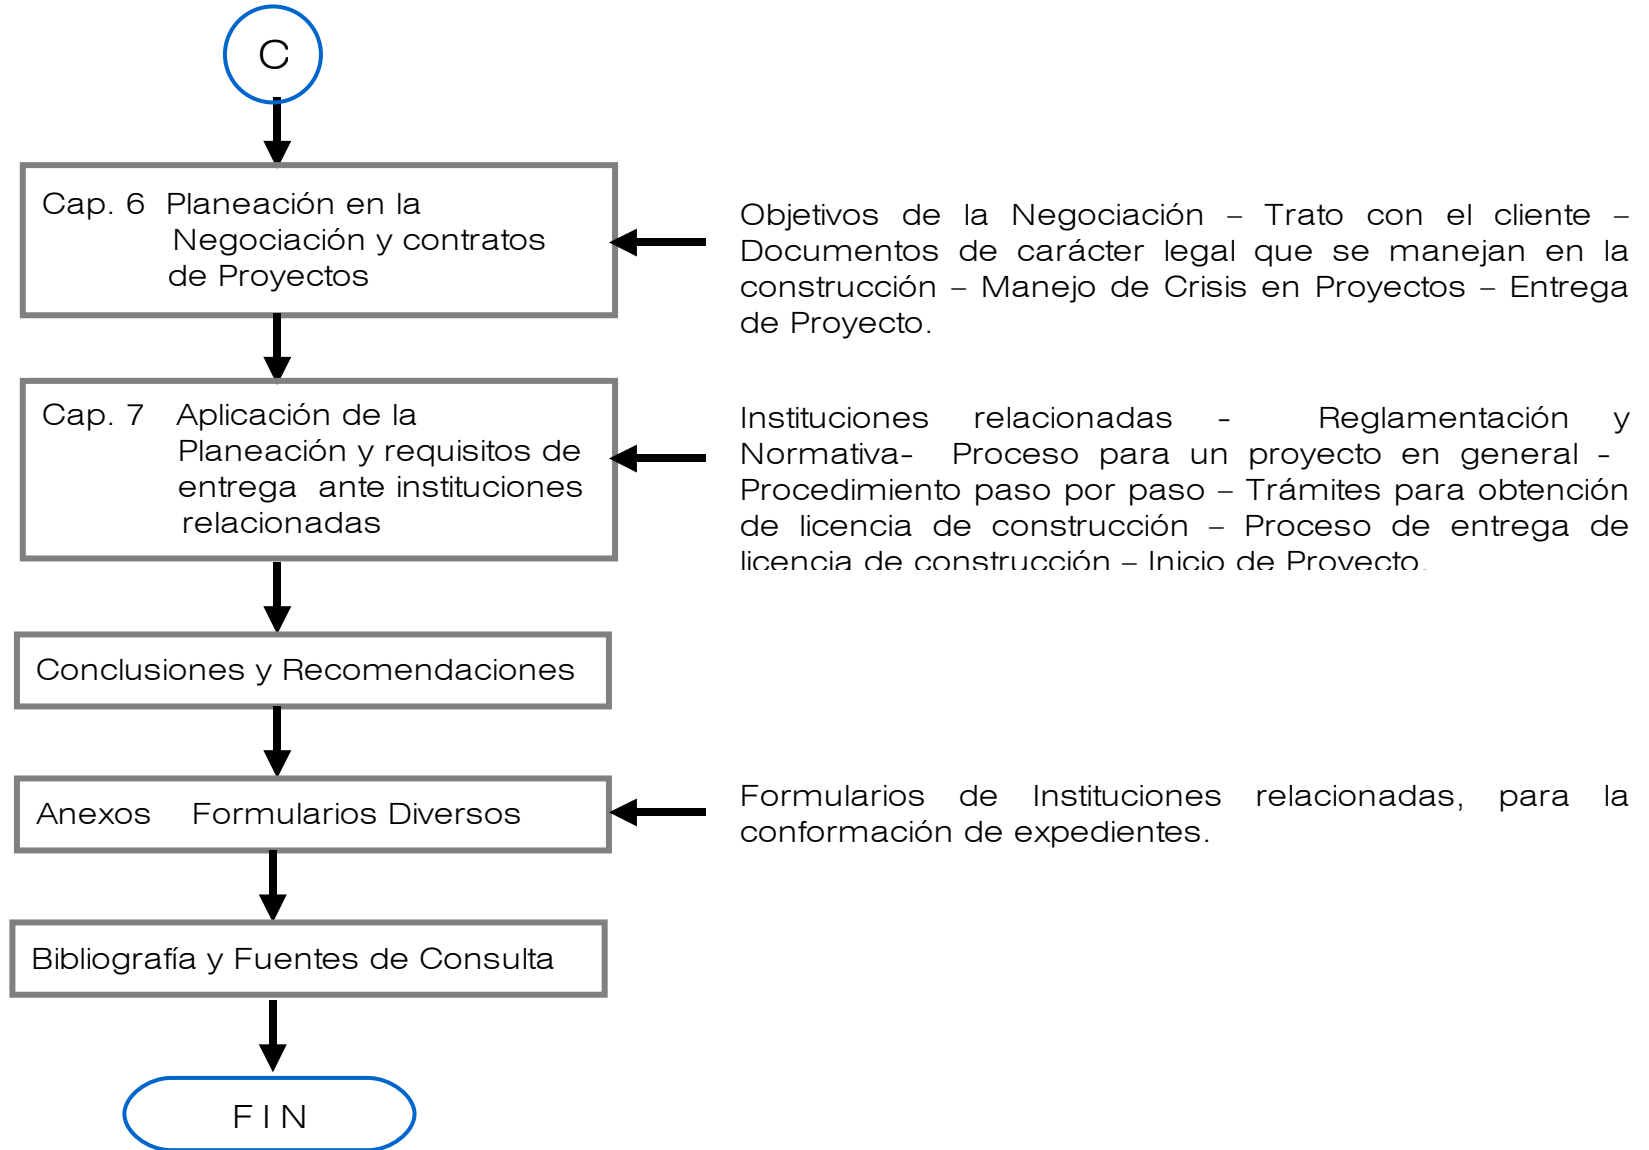 C
Cap. 6 Planeación en la
Negociación y contratos
de Proyectos
Objetivos de la Negociación – Trato con el cliente –
Documentos de carácter legal que se manejan en la
construcción – Manejo de Crisis en Proyectos – Entrega
de Proyecto.
Cap. 7 Aplicación de la
Planeación y requisitos de
entrega ante instituciones
relacionadas
Instituciones relacionadas - Reglamentación y
Normativa- Proceso para un proyecto en general -
Procedimiento paso por paso – Trámites para obtención
de licencia de construcción – Proceso de entrega de
licencia de construcción – Inicio de Proyecto.
Conclusiones y Recomendaciones
Anexos Formularios Diversos
Formularios de Instituciones relacionadas, para la
conformación de expedientes.
Bibliografía y Fuentes de Consulta
F I N